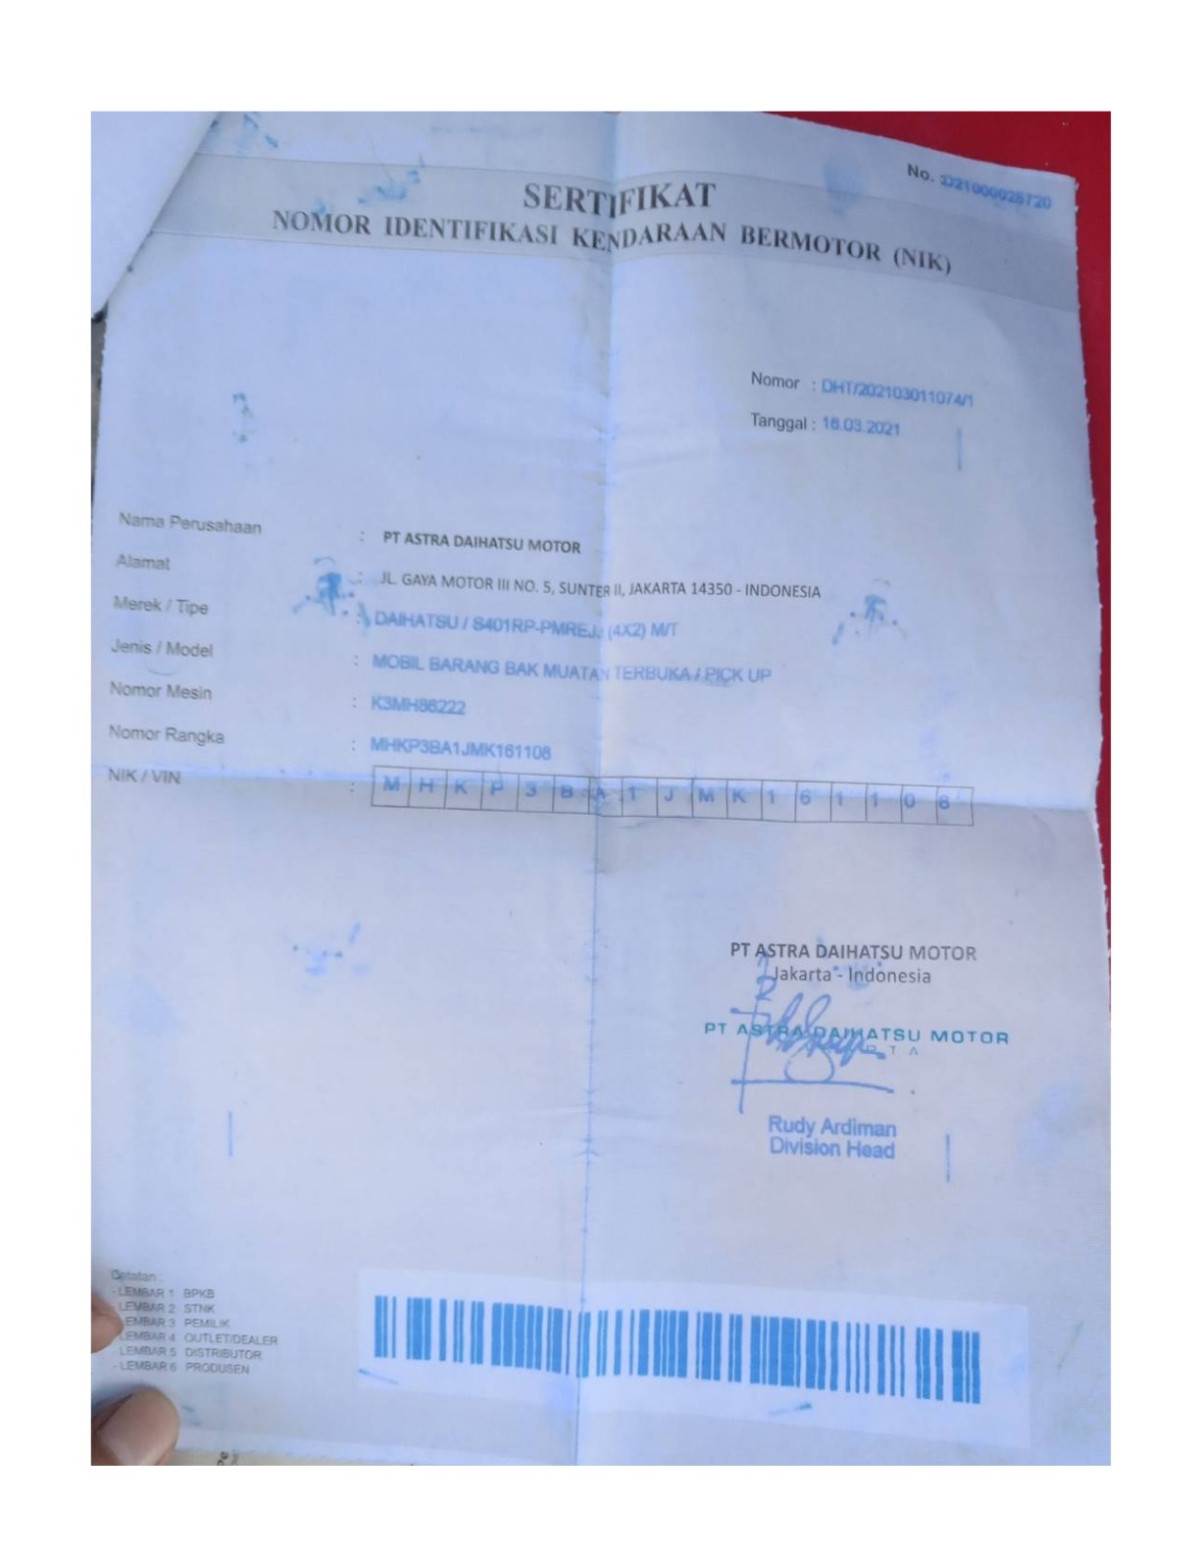 No. D21000028720
SERTIFIKAT
NOMOR IDENTIFIKASI KENDARAAN BERMOTOR (NIK)
Nomor : DHT/202103011074/1
Tanggal : 16.03.2021
Nama Perusahaan : PT ASTRA DAIHATSU MOTOR
Alamat : JL. GAYA MOTOR III NO. 5, SUNTER II, JAKARTA 14350 - INDONESIA
Merek / Tipe : DAIHATSU / S401RP-PMREJJ (4X2) M/T
Jenis / Model : MOBIL BARANG BAK MUATAN TERBUKA / PICK UP
Nomor Mesin : K3MH86222
Nomor Rangka : MHKP3BA1JMK161108
NIK / VIN : M H K P 3 B A 1 J M K 1 6 1 1 0 8
PT ASTRA DAIHATSU MOTOR
Jakarta - Indonesia
PT ASTRA DAIHATSU MOTOR
Rudy Ardiman
Division Head
Catatan :
- LEMBAR 1 BPKB
- LEMBAR 2 STNK
LEMBAR 3 PEMILIK
LEMBAR 4 OUTLET/DEALER
- LEMBAR 5 DISTRIBUTOR
- LEMBAR 6 PRODUSEN